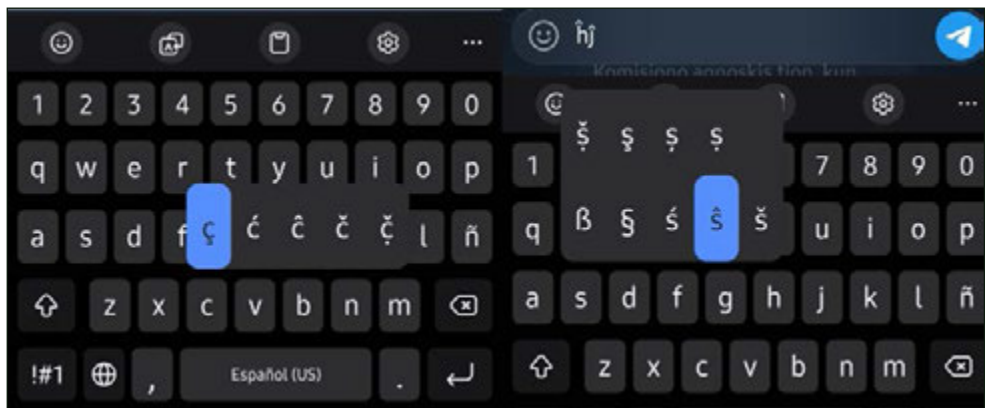 1 2 3 4 5 6 7 8 9 0
q w e r t y u i o p
ç ć ĉ č
a s d f l ñ
z x c v b n m
!#1 , Español (US) .
ĥĵ
ş
1 7 8 9 0
ß § ś ŝ š
q u i o p
a s d f g h j k l ñ
z x c v b n m